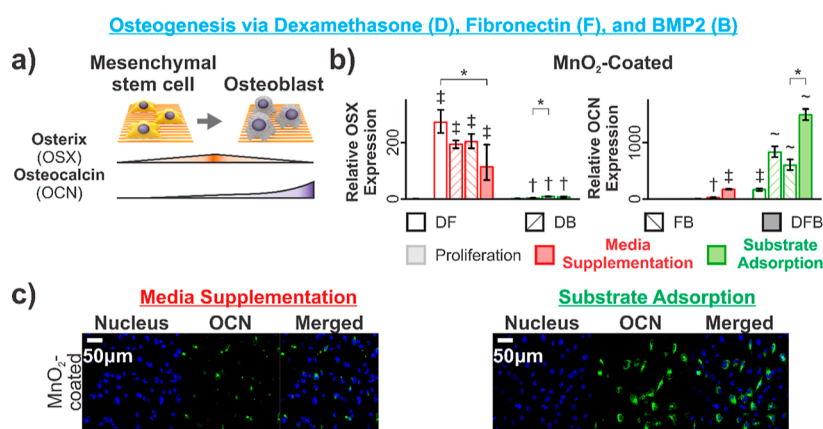 Osteogenesis via Dexamethasone (D), Fibronectin (F), and BMP2 (B)
a)
Mesenchymal
stem cell
Osteoblast
Osterix
(OSX)
Osteocalcin
(OCN)
b)
MnO₂-Coated
Relative OSX
Expression
200
0
*
‡
‡
‡
‡
*
†
†
†
Relative OCN
Expression
1000
0
†
‡
‡
~
~
*
~
DF
DB
FB
DFB
Proliferation
Media
Supplementation
Substrate
Adsorption
c)
Media Supplementation
Nucleus OCN Merged
50µm
MnO₂-
coated
Substrate Adsorption
Nucleus OCN Merged
50µm